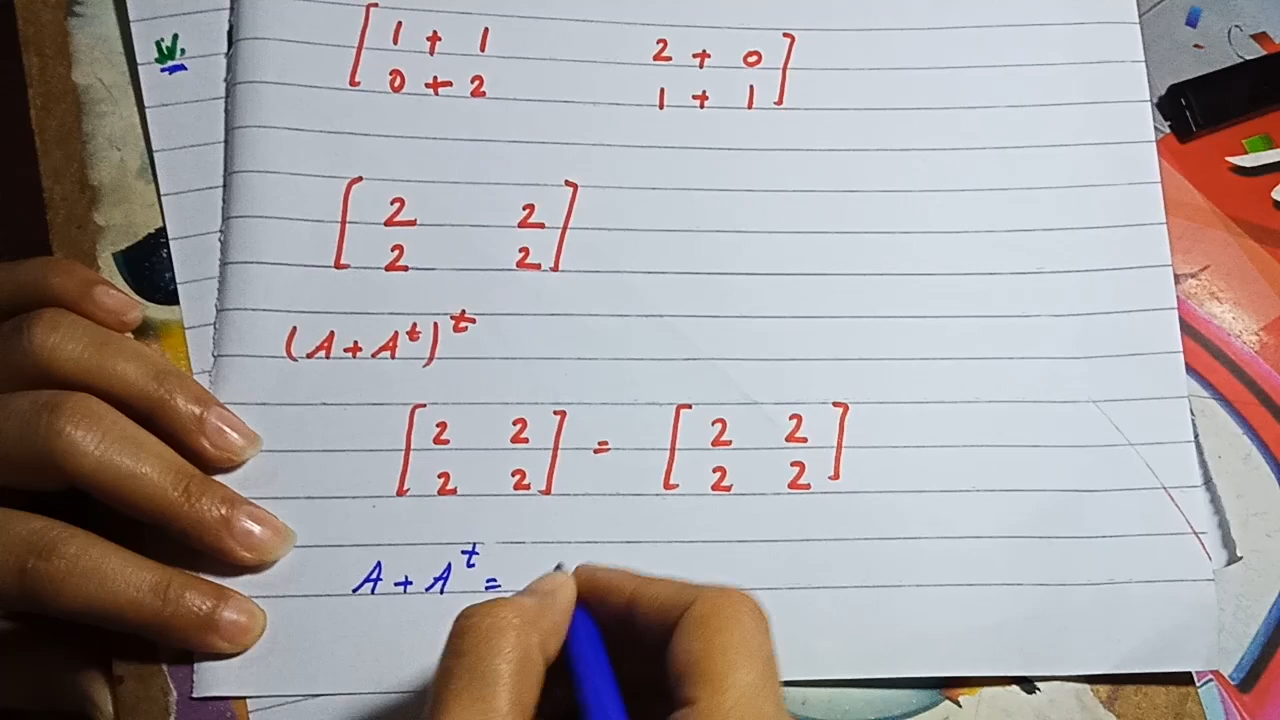 iv.
[ 1 + 1 2 + 0 ]
[ 0 + 2 1 + 1 ]
[ 2 2 ]
[ 2 2 ]
(A + A^t)^t
[ 2 2 ] = [ 2 2 ]
[ 2 2 ] [ 2 2 ]
A + A^t =